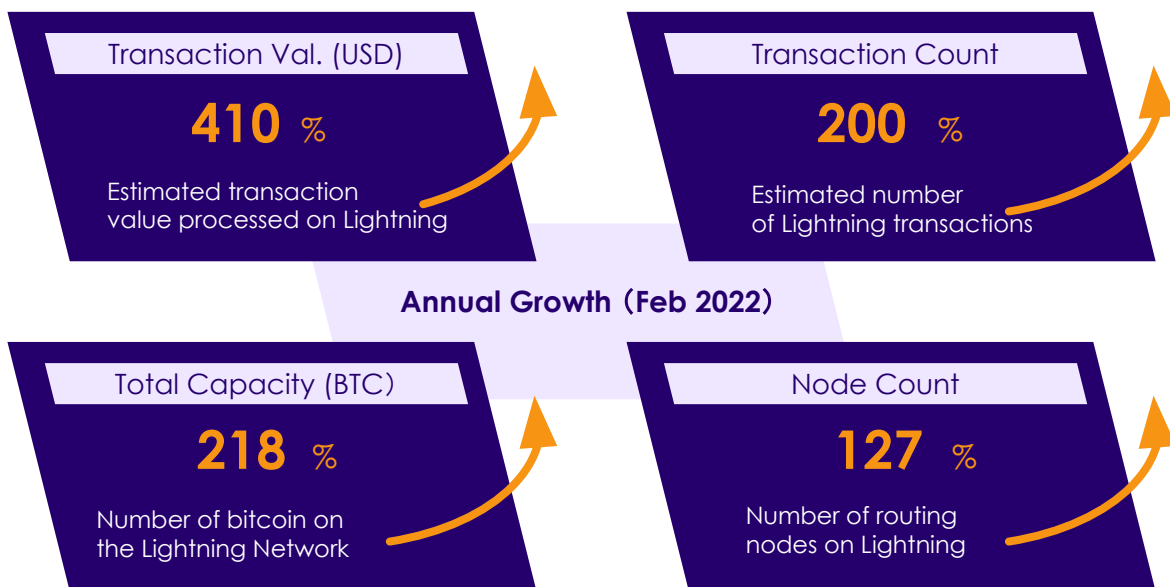 Transaction Val. (USD)
410 %
Estimated transaction
value processed on Lightning
Transaction Count
200 %
Estimated number
of Lightning transactions
Annual Growth（Feb 2022）
Total Capacity (BTC）
218 %
Number of bitcoin on
the Lightning Network
Node Count
127 %
Number of routing
nodes on Lightning